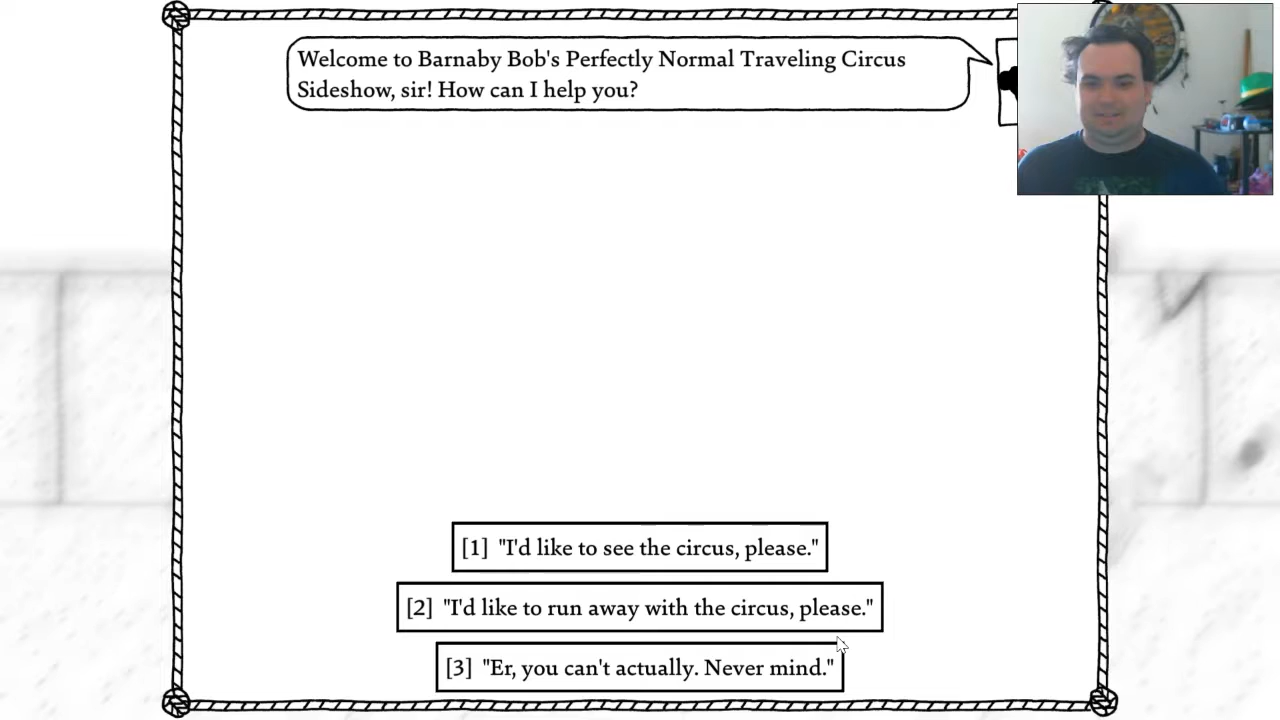 Welcome to Barnaby Bob's Perfectly Normal Traveling Circus
Sideshow, sir! How can I help you?
[1] "I'd like to see the circus, please."
[2] "I'd like to run away with the circus, please."
[3] "Er, you can't actually. Never mind."